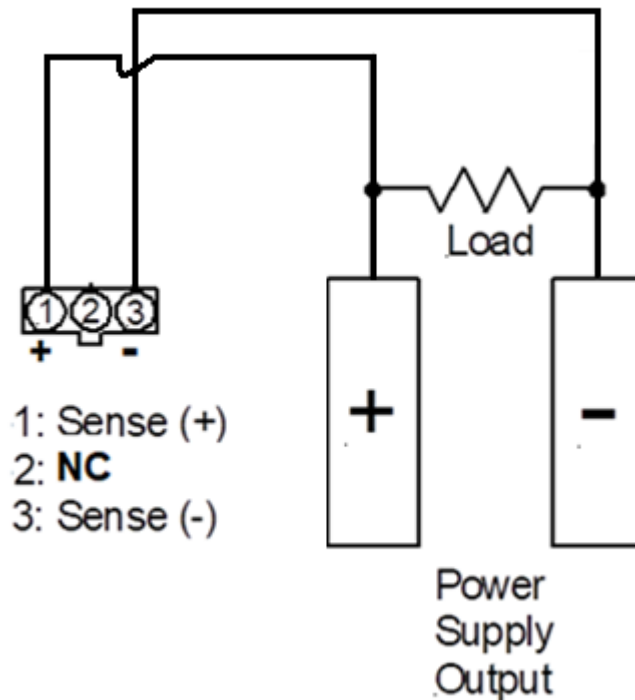 Load
1 2 3
+ -
+ -
1: Sense (+)
2: NC
3: Sense (-)
Power
Supply
Output